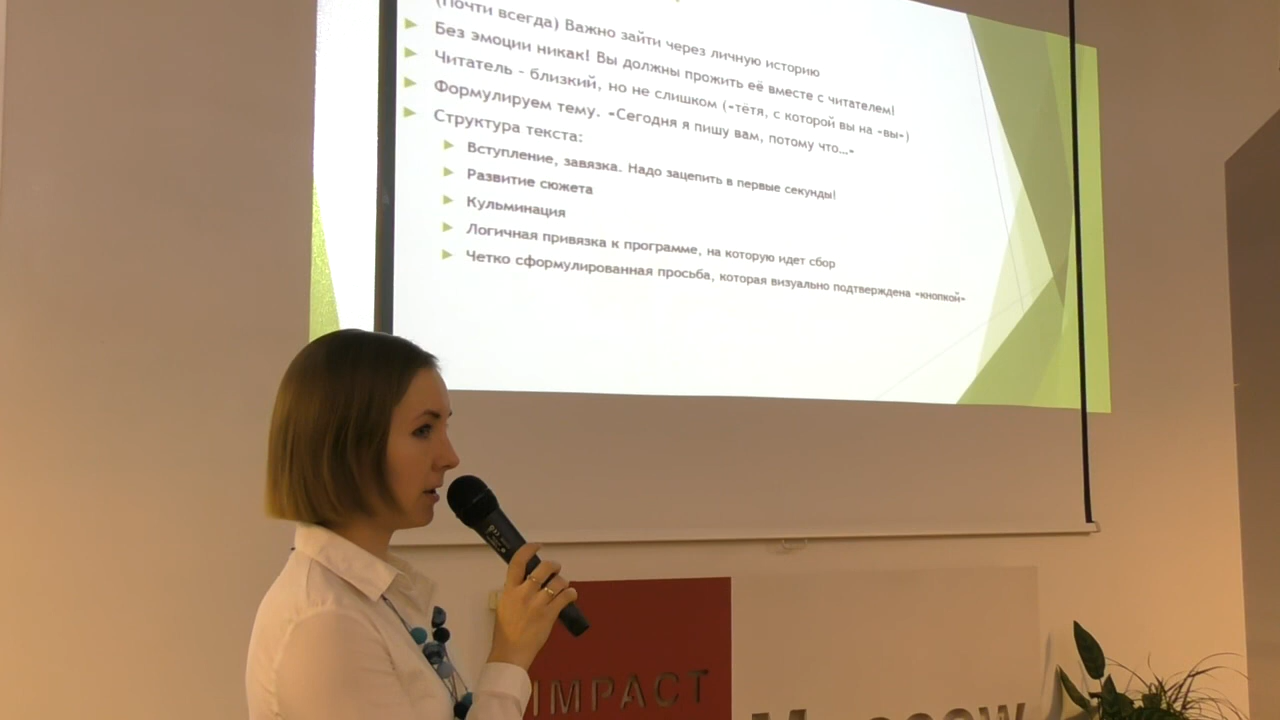 (Почти всегда) Важно зайти через личную историю
Без эмоции никак! Вы должны прожить её вместе с читателем!
Читатель - близкий, но не слишком («тётя, с которой вы на «вы»)
Формулируем тему. «Сегодня я пишу вам, потому что…»
Структура текста:
Вступление, завязка. Надо зацепить в первые секунды!
Развитие сюжета
Кульминация
Логичная привязка к программе, на которую идет сбор
Четко сформулированная просьба, которая визуально подтверждена «кнопкой»
IMPACT
Moscow